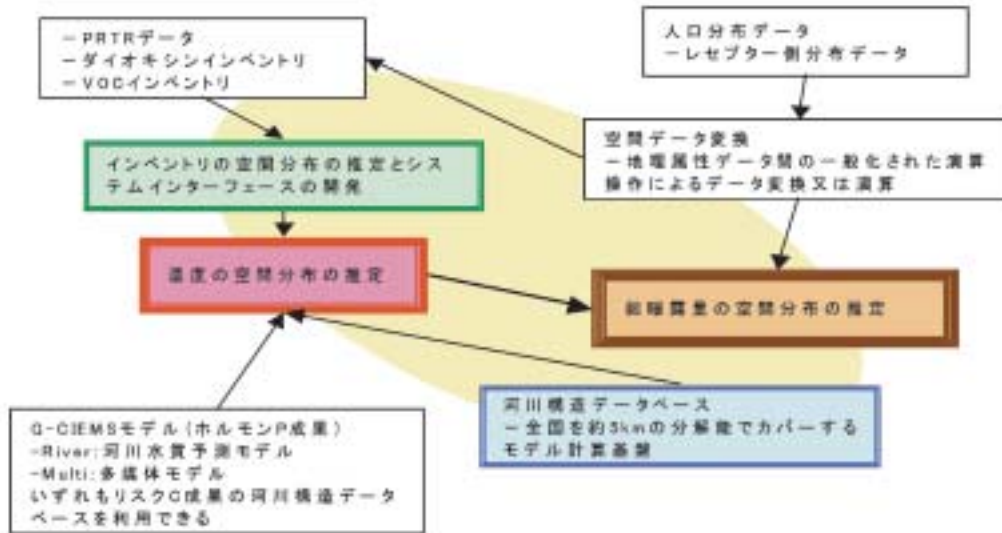 －PRTRデータ
－ダイオキシンインベントリ
－VOCインベントリ
人口分布データ
－レセプター側分布データ
インベントリの空間分布の推定とシス
テムインターフェースの開発
空間データ変換
－地理属性データ間の一般化された演算
操作によるデータ変換又は演算
濃度の空間分布の推定
総曝露量の空間分布の推定
河川構造データベース
－全国を約5kmの分解能でカバーする
モデル計算基盤
G-CIEMSモデル（ホルモンP成果）
-River:河川水質予測モデル
-Multi:多媒体モデル
いずれもリスクC成果の河川構造データ
ベースを利用できる